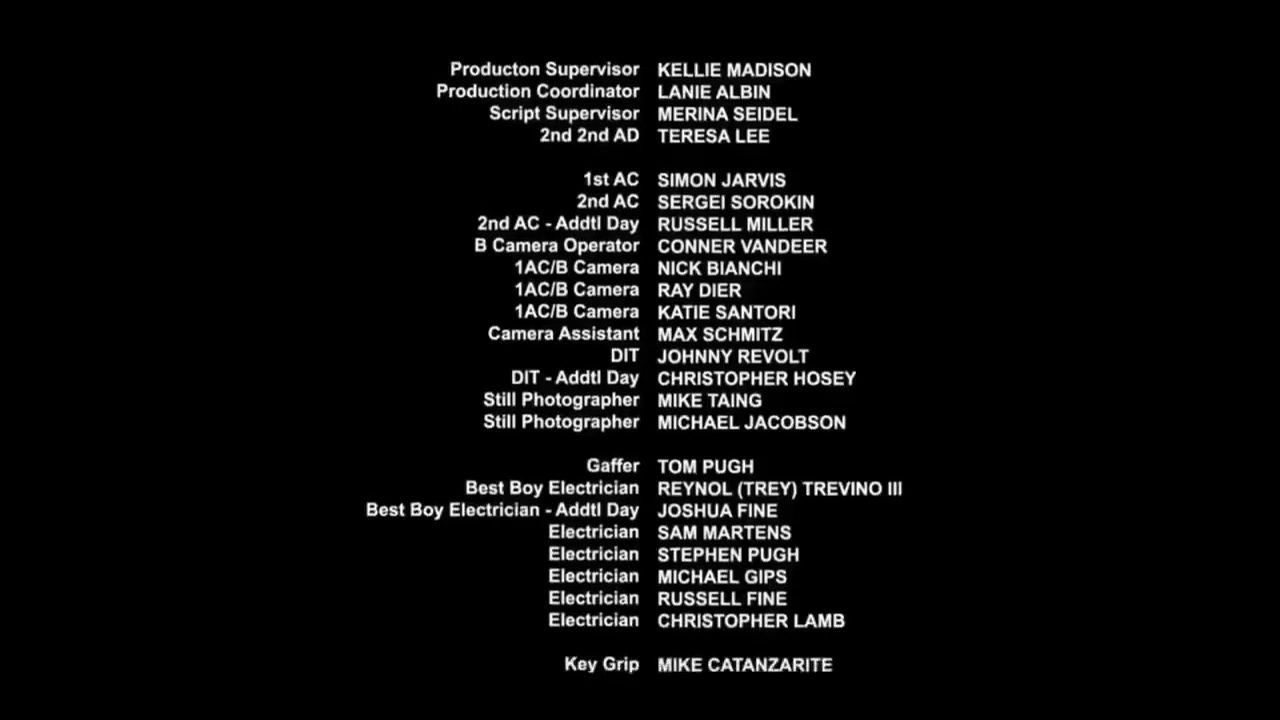 Producton Supervisor KELLIE MADISON
Production Coordinator LANIE ALBIN
Script Supervisor MERINA SEIDEL
2nd 2nd AD TERESA LEE
1st AC SIMON JARVIS
2nd AC SERGEI SOROKIN
2nd AC - Addtl Day RUSSELL MILLER
B Camera Operator CONNER VANDEER
1AC/B Camera NICK BIANCHI
1AC/B Camera RAY DIER
1AC/B Camera KATIE SANTORI
Camera Assistant MAX SCHMITZ
DIT JOHNNY REVOLT
DIT - Addtl Day CHRISTOPHER HOSEY
Still Photographer MIKE TAING
Still Photographer MICHAEL JACOBSON
Gaffer TOM PUGH
Best Boy Electrician REYNOL (TREY) TREVINO III
Best Boy Electrician - Addtl Day JOSHUA FINE
Electrician SAM MARTENS
Electrician STEPHEN PUGH
Electrician MICHAEL GIPS
Electrician RUSSELL FINE
Electrician CHRISTOPHER LAMB
Key Grip MIKE CATANZARITE